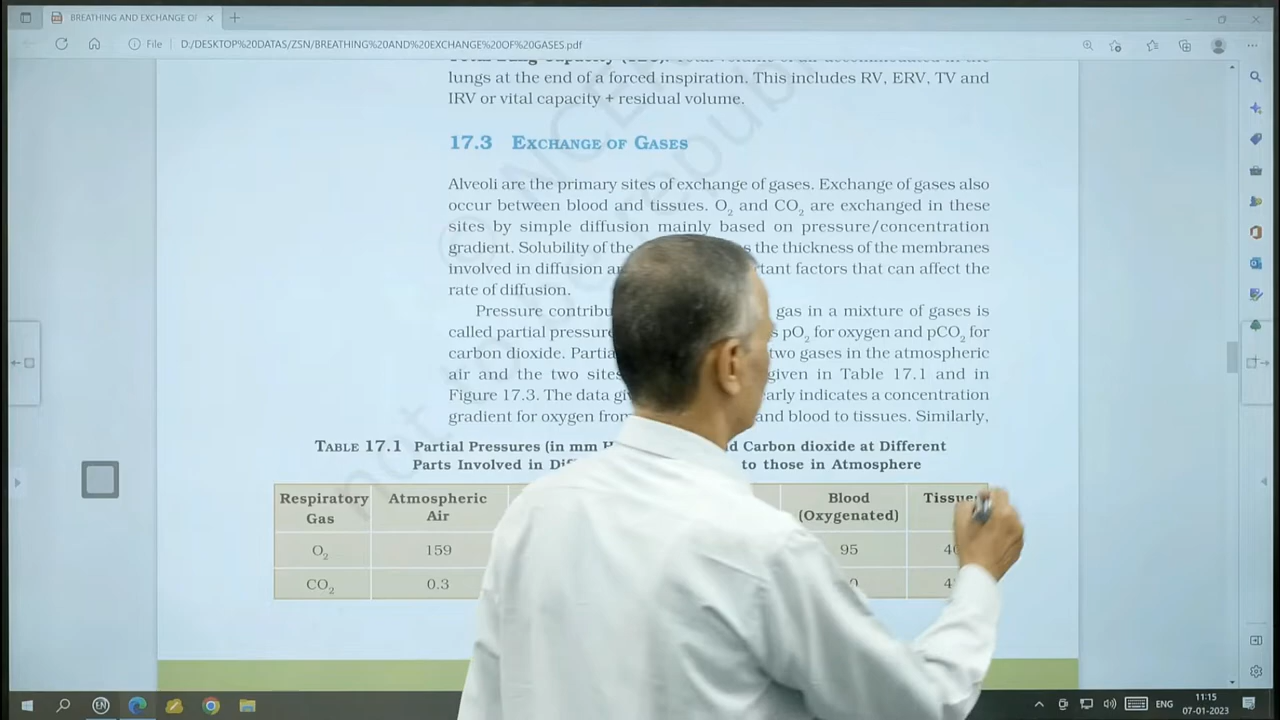 BREATHING AND EXCHANGE OF
File D:/DESKTOP%20DATAS/ZSN/BREATHING%20AND%20EXCHANGE%20OF%20GASES.pdf
lungs at the end of a forced inspiration. This includes RV, ERV, TV and
IRV or vital capacity + residual volume.
17.3 EXCHANGE OF GASES
Alveoli are the primary sites of exchange of gases. Exchange of gases also
occur between blood and tissues. O2 and CO2 are exchanged in these
sites by simple diffusion mainly based on pressure/concentration
gradient. Solubility of the the thickness of the membranes
involved in diffusion factors that can affect the
rate of diffusion.
Pressure gas in a mixture of gases is
called partial pressure pO2 for oxygen and pCO2 for
carbon dioxide. two gases in the atmospheric
air and the two sites given in Table 17.1 and in
Figure 17.3. The data indicates a concentration
gradient for oxygen and blood to tissues. Similarly,
TABLE 17.1 Partial Pressures (in mm Carbon dioxide at Different
Parts Involved in to those in Atmosphere
Respiratory Gas Atmospheric Air Blood (Oxygenated) Tissues
O2 159 95
CO2 0.3
ENG 11:15
07-01-2023